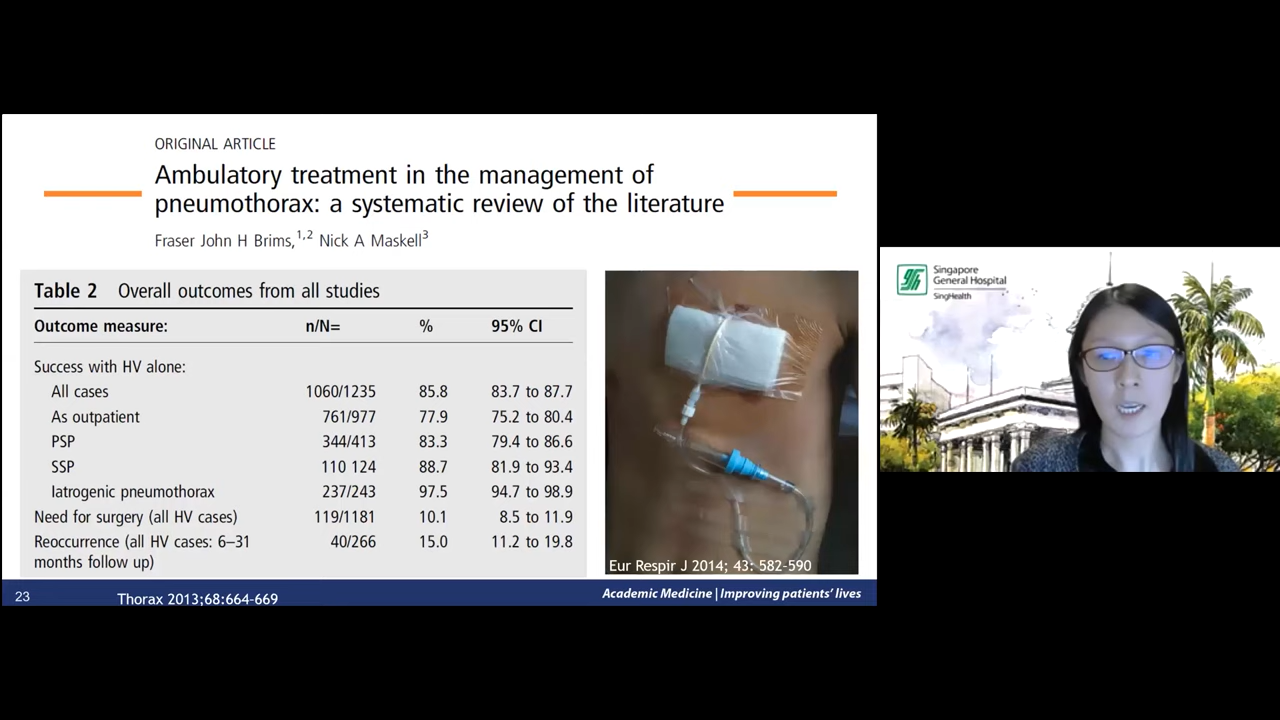 ORIGINAL ARTICLE
Ambulatory treatment in the management of
pneumothorax: a systematic review of the literature
Fraser John H Brims,1,2 Nick A Maskell3
Table 2 Overall outcomes from all studies
Outcome measure: n/N= % 95% CI
Success with HV alone:
All cases 1060/1235 85.8 83.7 to 87.7
As outpatient 761/977 77.9 75.2 to 80.4
PSP 344/413 83.3 79.4 to 86.6
SSP 110 124 88.7 81.9 to 93.4
Iatrogenic pneumothorax 237/243 97.5 94.7 to 98.9
Need for surgery (all HV cases) 119/1181 10.1 8.5 to 11.9
Reoccurrence (all HV cases: 6–31 40/266 15.0 11.2 to 19.8
months follow up)
Eur Respir J 2014; 43: 582-590
23
Thorax 2013;68:664-669
Academic Medicine | Improving patients' lives
Singapore
General Hospital
SingHealth